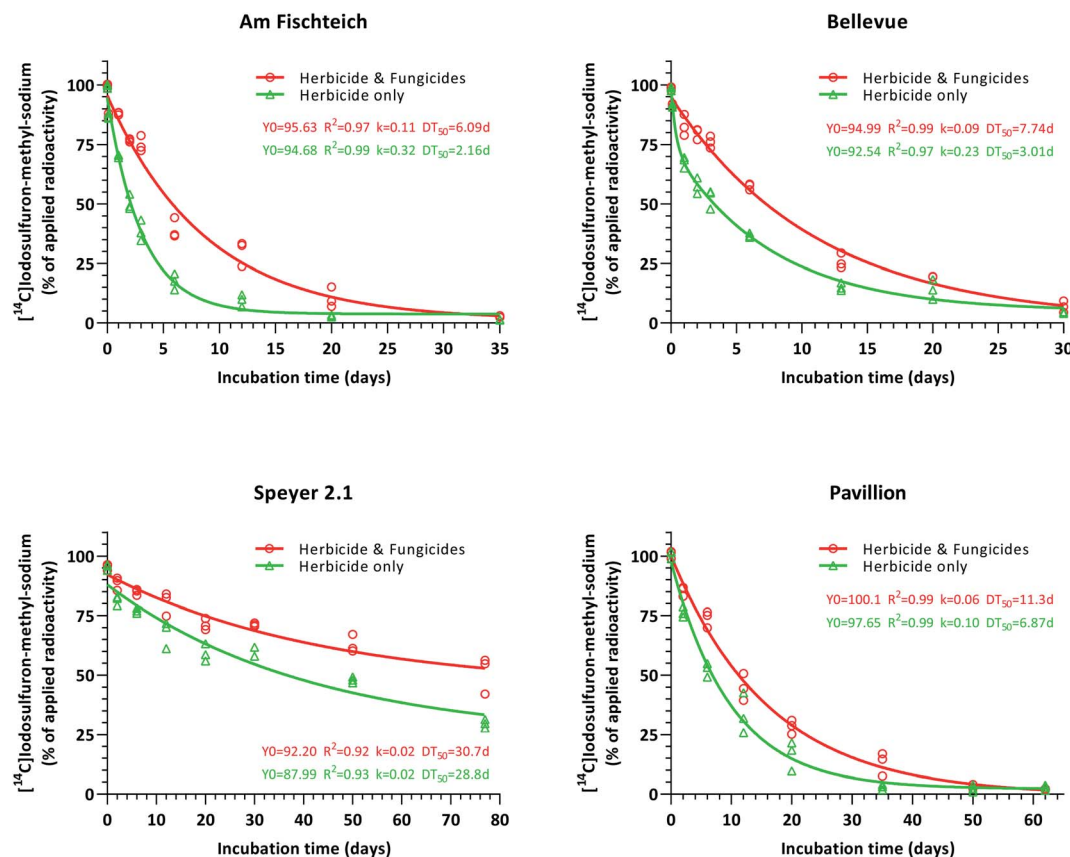 Am Fischteich
Herbicide & Fungicides
Herbicide only
Y0=95.63 R²=0.97 k=0.11 DT₅₀=6.09d
Y0=94.68 R²=0.99 k=0.32 DT₅₀=2.16d
[¹⁴C]Iodosulfuron-methyl-sodium
(% of applied radioactivity)
100
75
50
25
0
0 5 10 15 20 25 30 35
Incubation time (days)
Bellevue
Herbicide & Fungicides
Herbicide only
Y0=94.99 R²=0.99 k=0.09 DT₅₀=7.74d
Y0=92.54 R²=0.97 k=0.23 DT₅₀=3.01d
[¹⁴C]Iodosulfuron-methyl-sodium
(% of applied radioactivity)
100
75
50
25
0
0 5 10 15 20 25 30
Incubation time (days)
Speyer 2.1
Herbicide & Fungicides
Herbicide only
Y0=92.20 R²=0.92 k=0.02 DT₅₀=30.7d
Y0=87.99 R²=0.93 k=0.02 DT₅₀=28.8d
[¹⁴C]Iodosulfuron-methyl-sodium
(% of applied radioactivity)
100
75
50
25
0
0 10 20 30 40 50 60 70 80
Incubation time (days)
Pavillion
Herbicide & Fungicides
Herbicide only
Y0=100.1 R²=0.99 k=0.06 DT₅₀=11.3d
Y0=97.65 R²=0.99 k=0.10 DT₅₀=6.87d
[¹⁴C]Iodosulfuron-methyl-sodium
(% of applied radioactivity)
100
75
50
25
0
0 10 20 30 40 50 60
Incubation time (days)